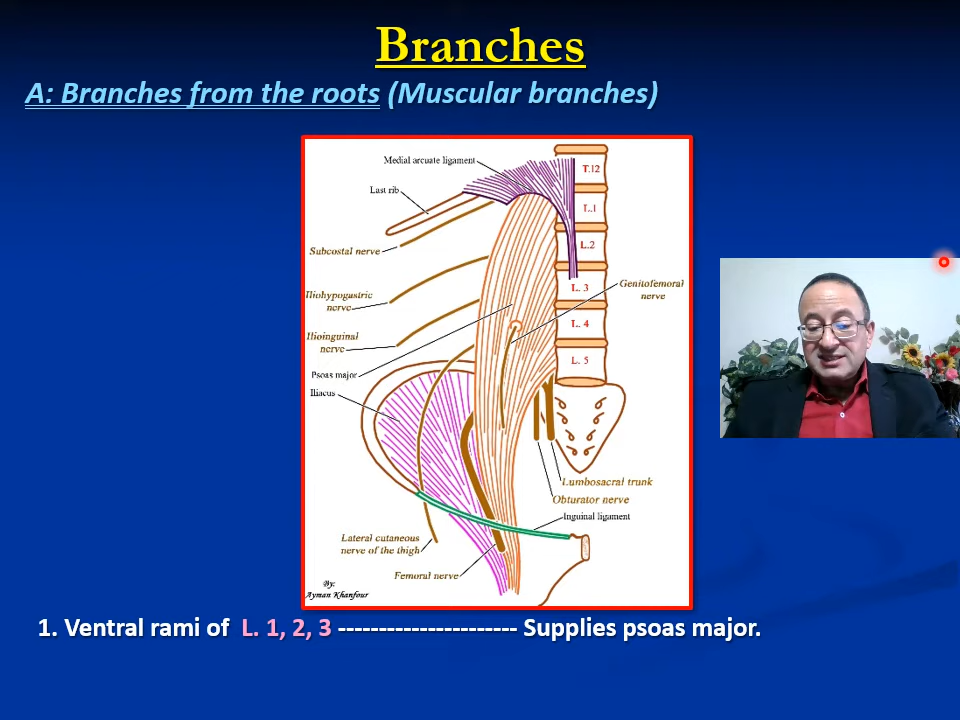 Branches
A: Branches from the roots (Muscular branches)
Medial arcuate ligament
T.12
Last rib
L.1
Subcostal nerve
L.2
Genitofemoral
nerve
Iliohypogastric
nerve
L. 3
L. 4
Ilioinguinal
nerve
L. 5
Psoas major
Iliacus
Lumbosacral trunk
Obturator nerve
Inguinal ligament
Lateral cutaneous
nerve of the thigh
Femoral nerve
By:
Ayman Khanfour
1. Ventral rami of L. 1, 2, 3 ---------------------- Supplies psoas major.